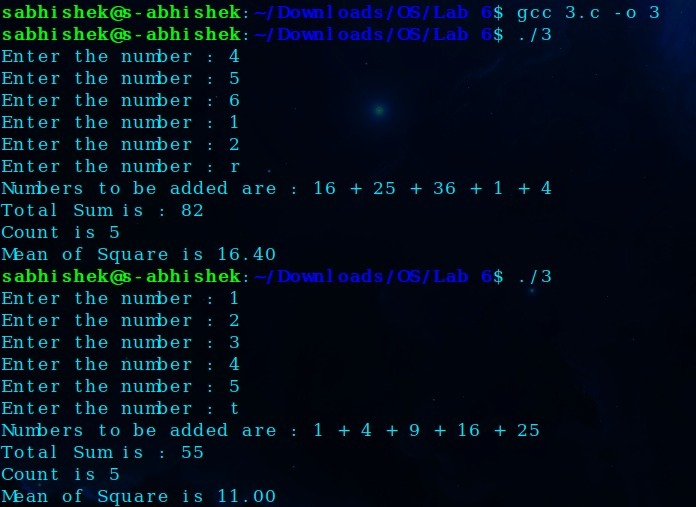 sabhishek@s-abhishek:~/Downloads/OS/Lab 6$ gcc 3.c -o 3
sabhishek@s-abhishek:~/Downloads/OS/Lab 6$ ./3
Enter the number : 4
Enter the number : 5
Enter the number : 6
Enter the number : 1
Enter the number : 2
Enter the number : r
Numbers to be added are : 16 + 25 + 36 + 1 + 4
Total Sum is : 82
Count is 5
Mean of Square is 16.40
sabhishek@s-abhishek:~/Downloads/OS/Lab 6$ ./3
Enter the number : 1
Enter the number : 2
Enter the number : 3
Enter the number : 4
Enter the number : 5
Enter the number : t
Numbers to be added are : 1 + 4 + 9 + 16 + 25
Total Sum is : 55
Count is 5
Mean of Square is 11.00